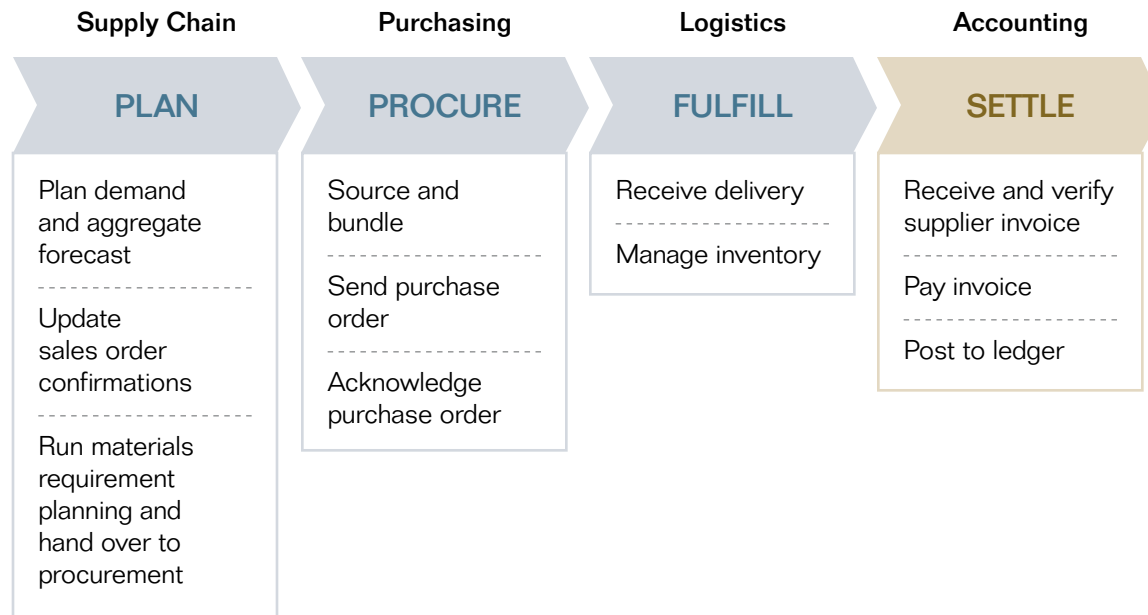 Supply Chain
PLAN
Plan demand
and aggregate
forecast
Update
sales order
confirmations
Run materials
requirement
planning and
hand over to
procurement
Purchasing
PROCURE
Source and
bundle
Send purchase
order
Acknowledge
purchase order
Logistics
FULFILL
Receive delivery
Manage inventory
Accounting
SETTLE
Receive and verify
supplier invoice
Pay invoice
Post to ledger